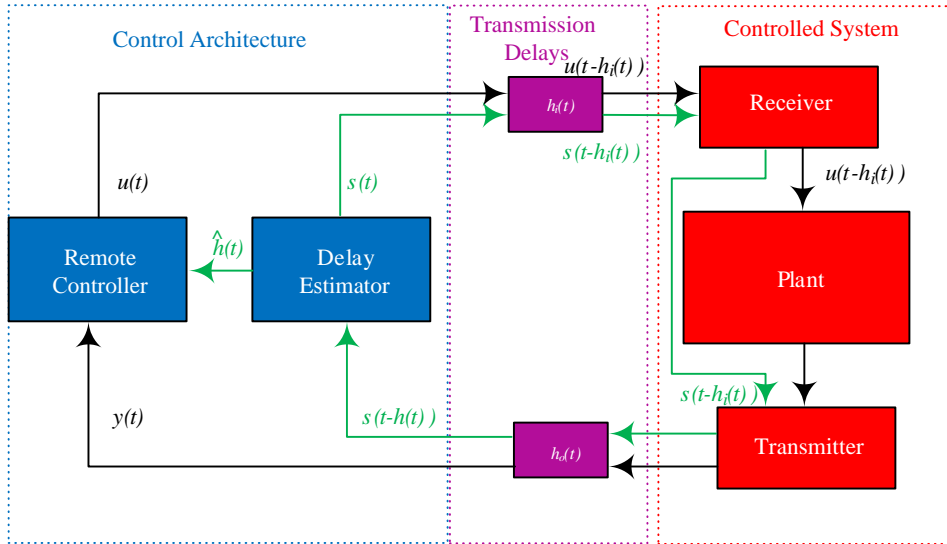 Control Architecture
Transmission
Delays
Controlled System
u(t-hᵢ(t))
hᵢ(t)
Receiver
s(t-hᵢ(t))
u(t)
s(t)
u(t-hᵢ(t))
Remote
Controller
ĥ(t)
Delay
Estimator
Plant
y(t)
s(t-h(t))
s(t-hᵢ(t))
hₒ(t)
Transmitter